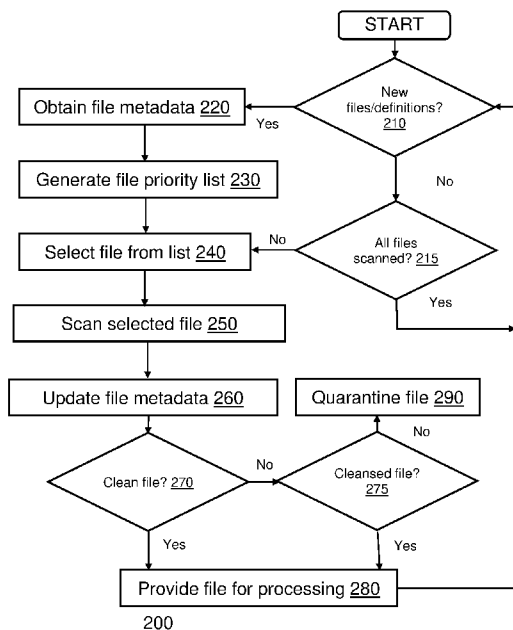 START
New
files/definitions?
210
Obtain file metadata 220
Yes
Generate file priority list 230
No
Select file from list 240
No
All files
scanned? 215
Yes
Scan selected file 250
Update file metadata 260
Quarantine file 290
No
Clean file? 270
No
Cleansed file?
275
Yes
Yes
Provide file for processing 280
200